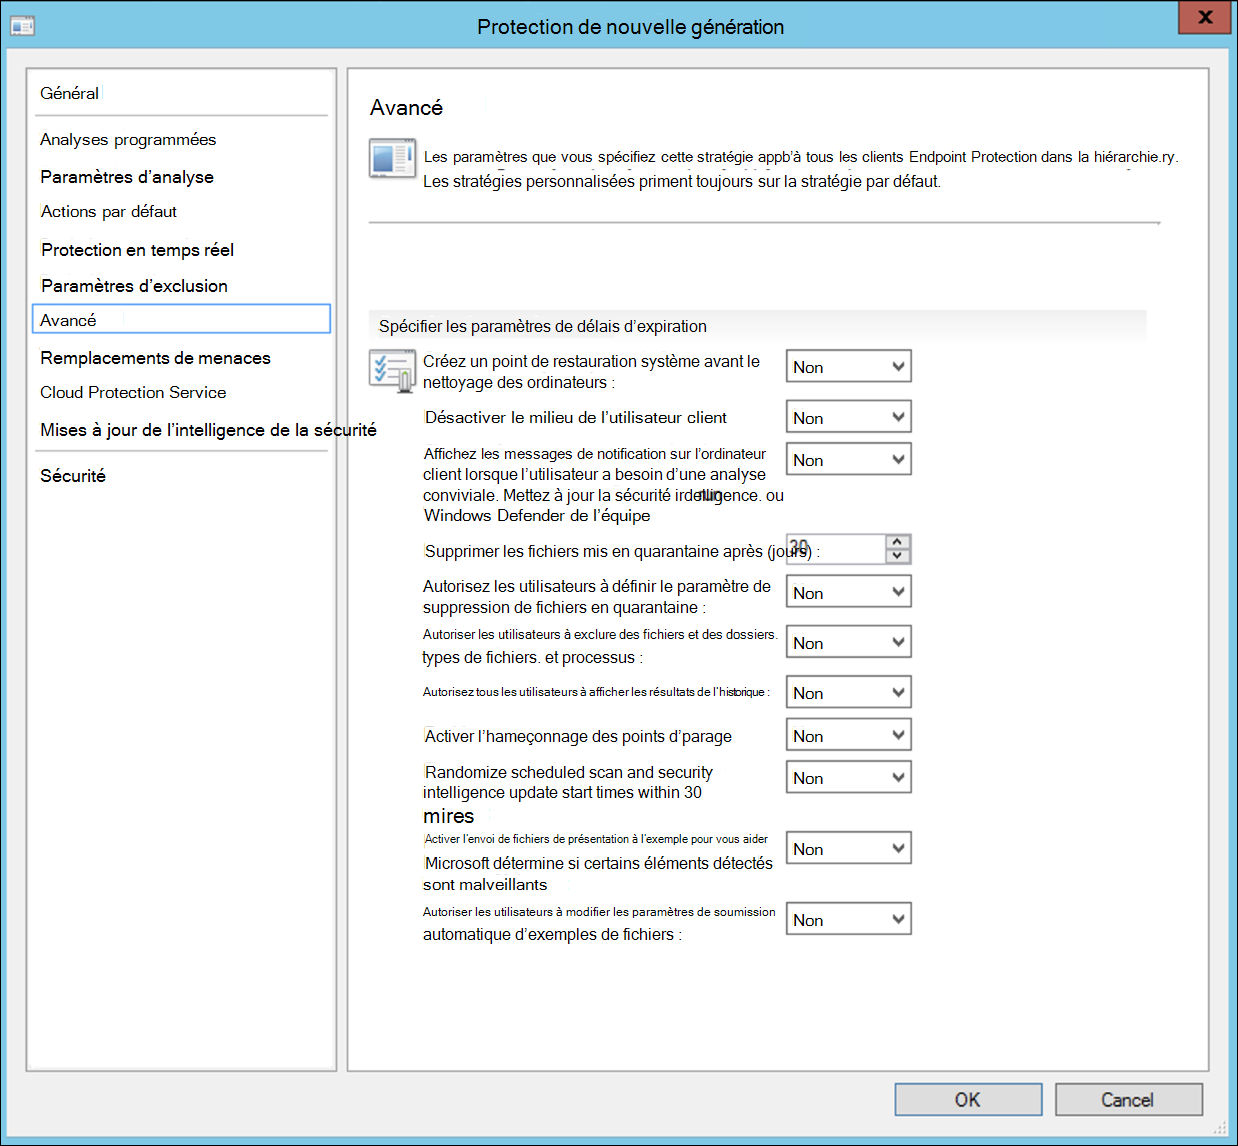 Protection de nouvelle génération
x
Général
Analyses programmées
Paramètres d'analyse
Actions par défaut
Protection en temps réel
Paramètres d'exclusion
Avancé
Remplacements de menaces
Cloud Protection Service
Mises à jour de l'intelligence de la sécurité
Sécurité
Avancé
Les paramètres que vous spécifiez cette stratégie appb'à tous les clients Endpoint Protection dans la hiérarchie.ry.
Les stratégies personnalisées priment toujours sur la stratégie par défaut.
Spécifier les paramètres de délais d'expiration
Créez un point de restauration système avant le
nettoyage des ordinateurs :
Non
Désactiver le milieu de l'utilisateur client
Non
Affichez les messages de notification sur l'ordinateur
client lorsque l'utilisateur a besoin d'une analyse
conviviale. Mettez à jour la sécurité ou
Windows Defender de l'équipe
Non
Supprimer les fichiers mis en quarantaine après (jours) :
30
Autorisez les utilisateurs à définir le paramètre de
suppression de fichiers en quarantaine :
Non
Autoriser les utilisateurs à exclure des fichiers et des dossiers.
types de fichiers. et processus :
Non
Autorisez tous les utilisateurs à afficher les résultats de l'historique :
Non
Activer l'hameçonnage des points d'parage
Non
Randomize scheduled scan and security
intelligence update start times within 30
mires
Non
Activer l'envoi de fichiers de présentation à l'exemple pour vous aider
Microsoft détermine si certains éléments détectés
sont malveillants
Non
Autoriser les utilisateurs à modifier les paramètres de soumission
automatique d'exemples de fichiers :
Non
OK
Cancel